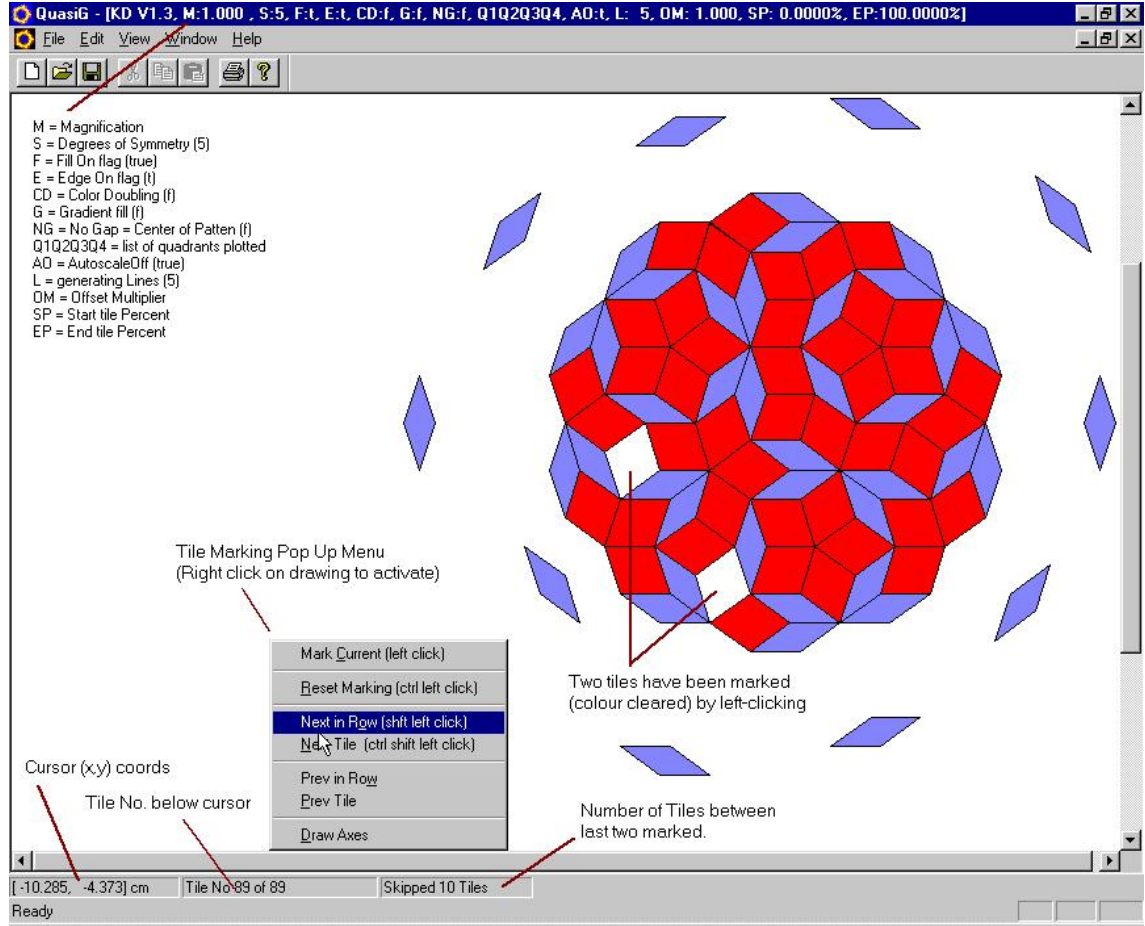 QuasiG - [KD V1.3, M:1.000 , S:5, F:t, E:t, CD:f, G:f, NG:f, Q1Q2Q3Q4, AO:t, L:  5, OM: 1.000, SP: 0.0000%, EP:100.0000%]
File Edit View Window Help
M = Magnification
S = Degrees of Symmetry (5)
F = Fill On flag (true)
E = Edge On flag (t)
CD = Color Doubling (f)
G = Gradient fill (f)
NG = No Gap = Center of Patten (f)
Q1Q2Q3Q4 = list of quadrants plotted
AO = AutoscaleOff (true)
L = generating Lines (5)
OM = Offset Multiplier
SP = Start tile Percent
EP = End tile Percent
Tile Marking Pop Up Menu
(Right click on drawing to activate)
Mark Current (left click)
Reset Marking (ctrl left click)
Next in Row (shft left click)
Next Tile (ctrl shift left click)
Prev in Row
Prev Tile
Draw Axes
Two tiles have been marked
(colour cleared) by left-clicking
Cursor (x,y) coords
Tile No. below cursor
Number of Tiles between
last two marked.
[ -10.285, -4.373] cm
Tile No 89 of 89
Skipped 10 Tiles
Ready